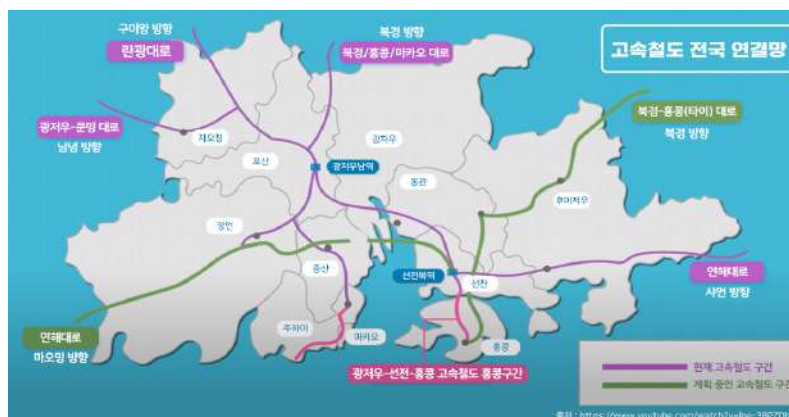 고속철도 전국 연결망
구이양 방향
란광대로
북경 방향
북경/홍콩/마카오 대로
광저우-쿤밍 대로
남녕 방향
북경-홍콩(타이) 대로
북경 방향
자오칭
포산
광저우
광저우남역
동관
후이저우
장먼
중산
선전북역
선전
연해대로
샤먼 방향
연해대로
마오밍 방향
주하이
마카오
홍콩
광저우-선전-홍콩 고속철도 홍콩구간
현재 고속철도 구간
계획 중인 고속철도 구간